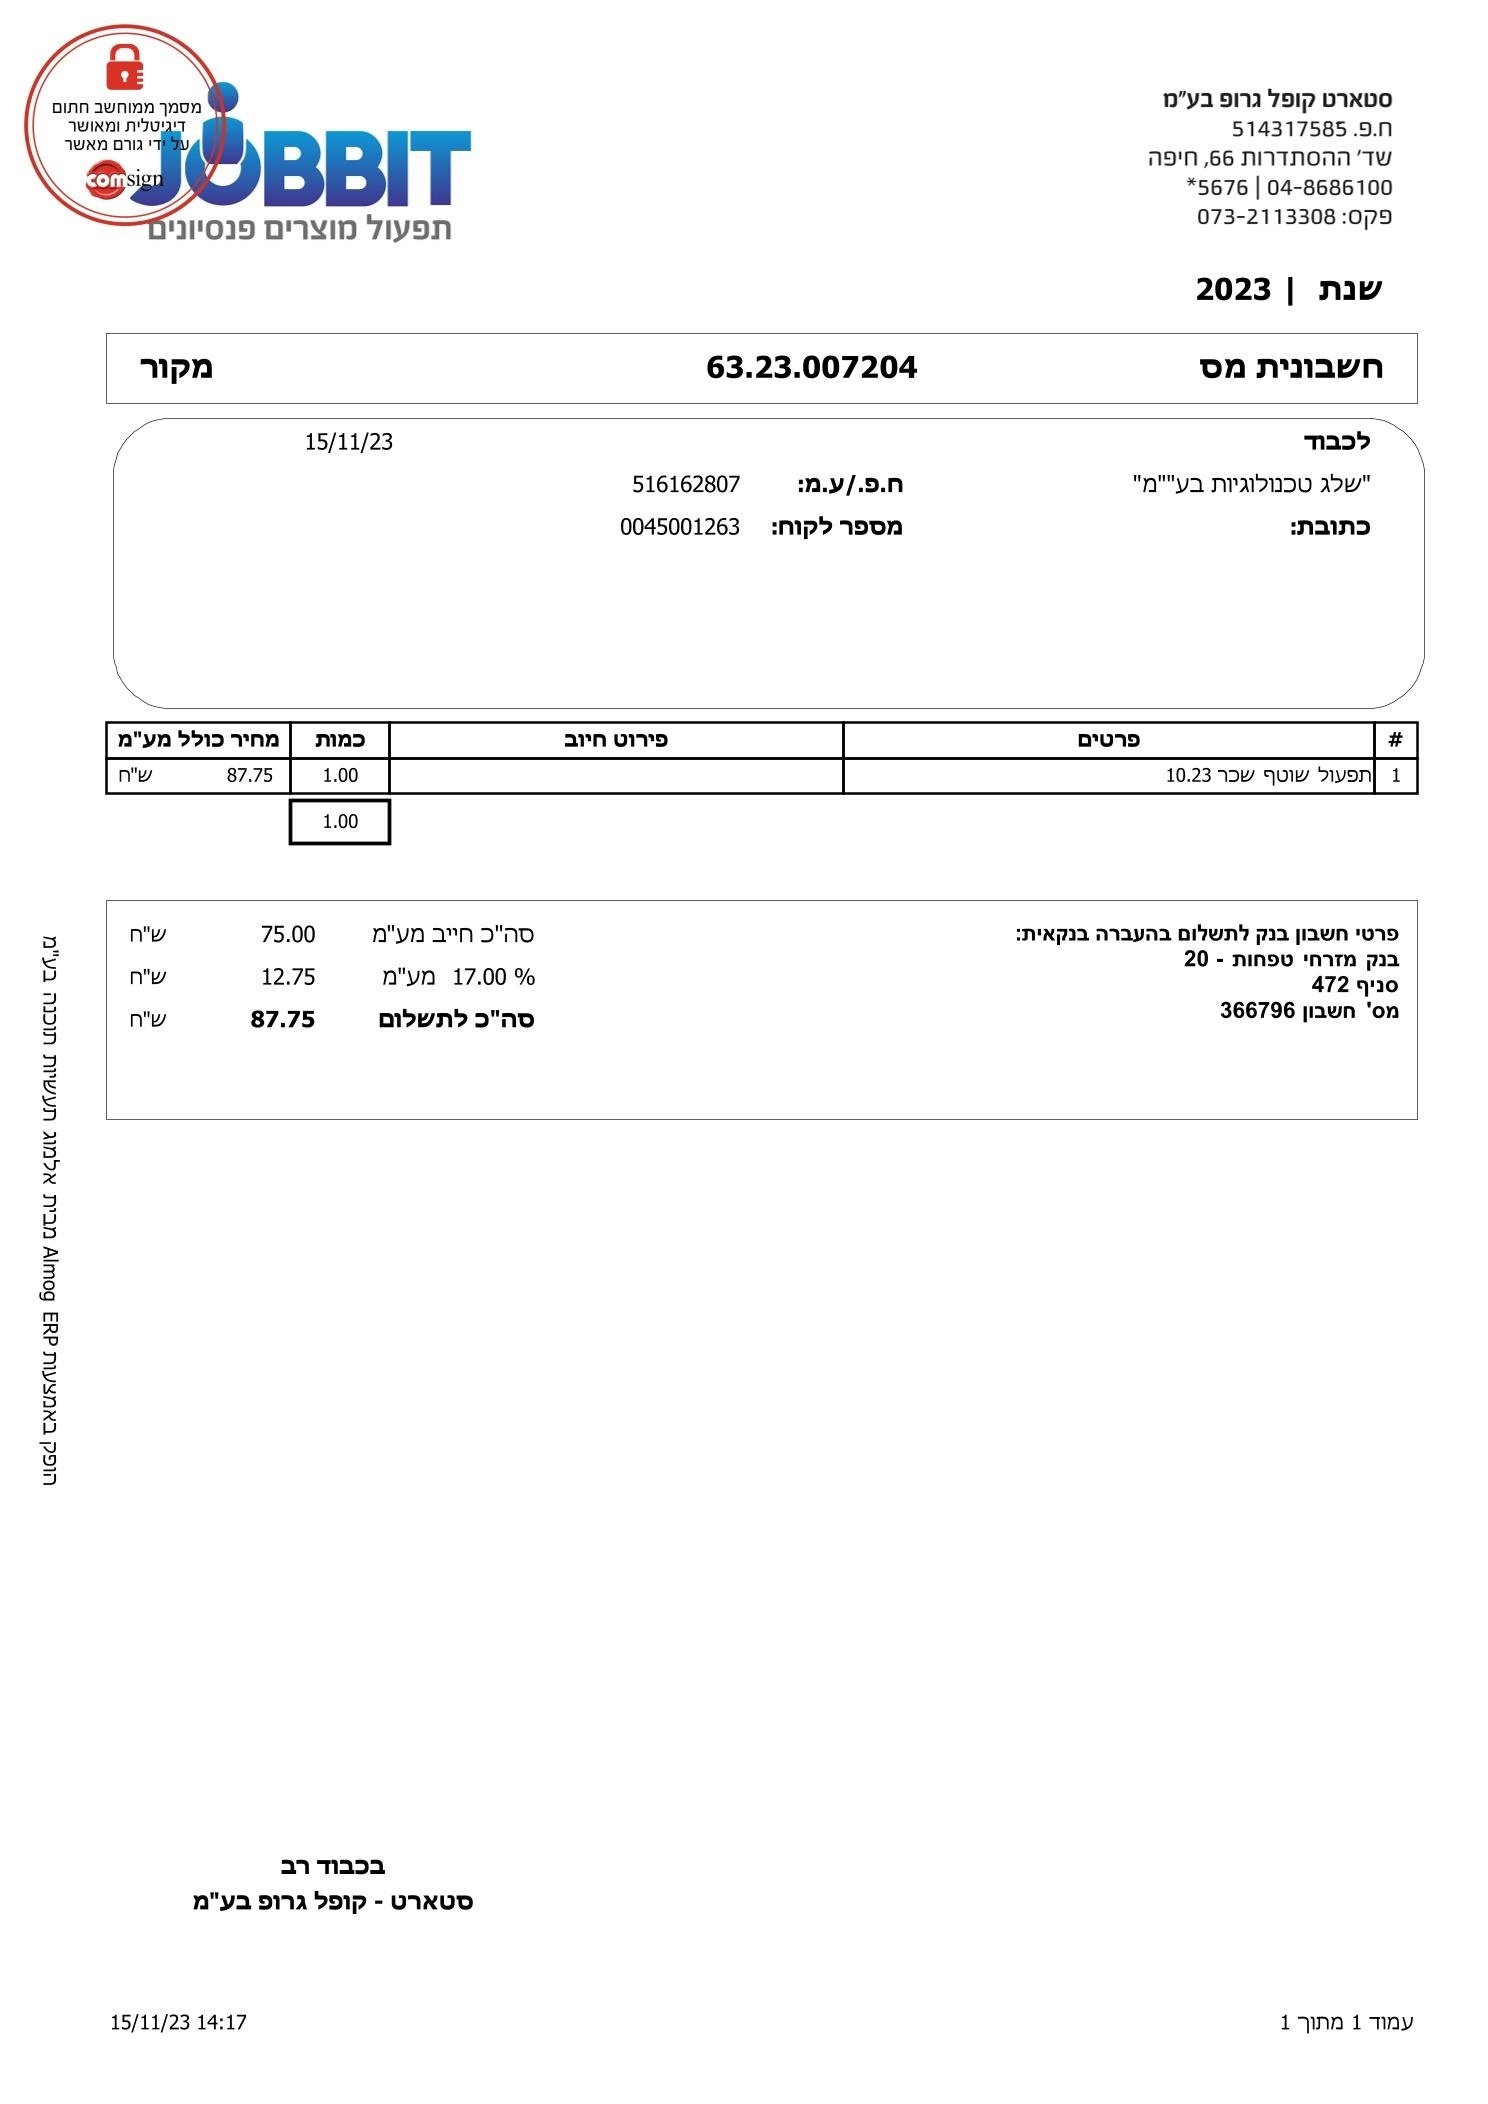 מסמך ממוחשב חתום
דיגיטלית ומאושר
על ידי גורם מאשר
comsign
JOBBIT
תפעול מוצרים פנסיונים
סטארט קופל גרופ בע"מ
ח.פ. 514317585
שד' ההסתדרות 66, חיפה
04-8686100 | 5676*
פקס: 073-2113308
שנת | 2023
חשבונית מס 63.23.007204 מקור
לכבוד 15/11/23
"שלג טכנולוגיות בע""מ" ח.פ./ע.מ: 516162807
כתובת: מספר לקוח: 0045001263
# פרטים פירוט חיוב כמות מחיר כולל מע"מ
1 תפעול שוטף שכר 10.23 1.00 87.75 ש"ח
1.00
פרטי חשבון בנק לתשלום בהעברה בנקאית:
בנק מזרחי טפחות - 20
סניף 472
מס' חשבון 366796
סה"כ חייב מע"מ 75.00 ש"ח
% 17.00 מע"מ 12.75 ש"ח
סה"כ לתשלום 87.75 ש"ח
הופק באמצעות Almog ERP מבית אלמוג תעשיות תוכנה בע"מ
בכבוד רב
סטארט - קופל גרופ בע"מ
עמוד 1 מתוך 1
15/11/23 14:17